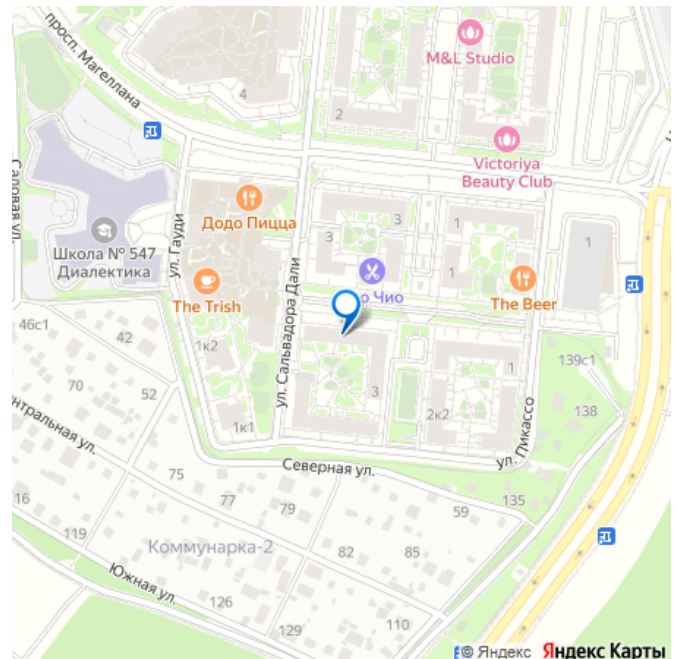 M&L Studio
просп. Магеллана
4
2
Victoriya
Beauty Club
Садовая ул.
Додо Пицца
3
1
1
Школа № 547
Диалектика
ул. Гауди
3
1
о Чио
The Beer
The Trish
ул. Сальвадора Дали
46с1
42
1к2
139с1
70
52
3
1
138
1к1
2к2
ул. Пикассо
нтральная ул.
Северная ул.
16
75
77
79
59
135
119
Коммунарка-2
82
85
Южная ул.
126
129
110
© Яндекс Яндекс Карты